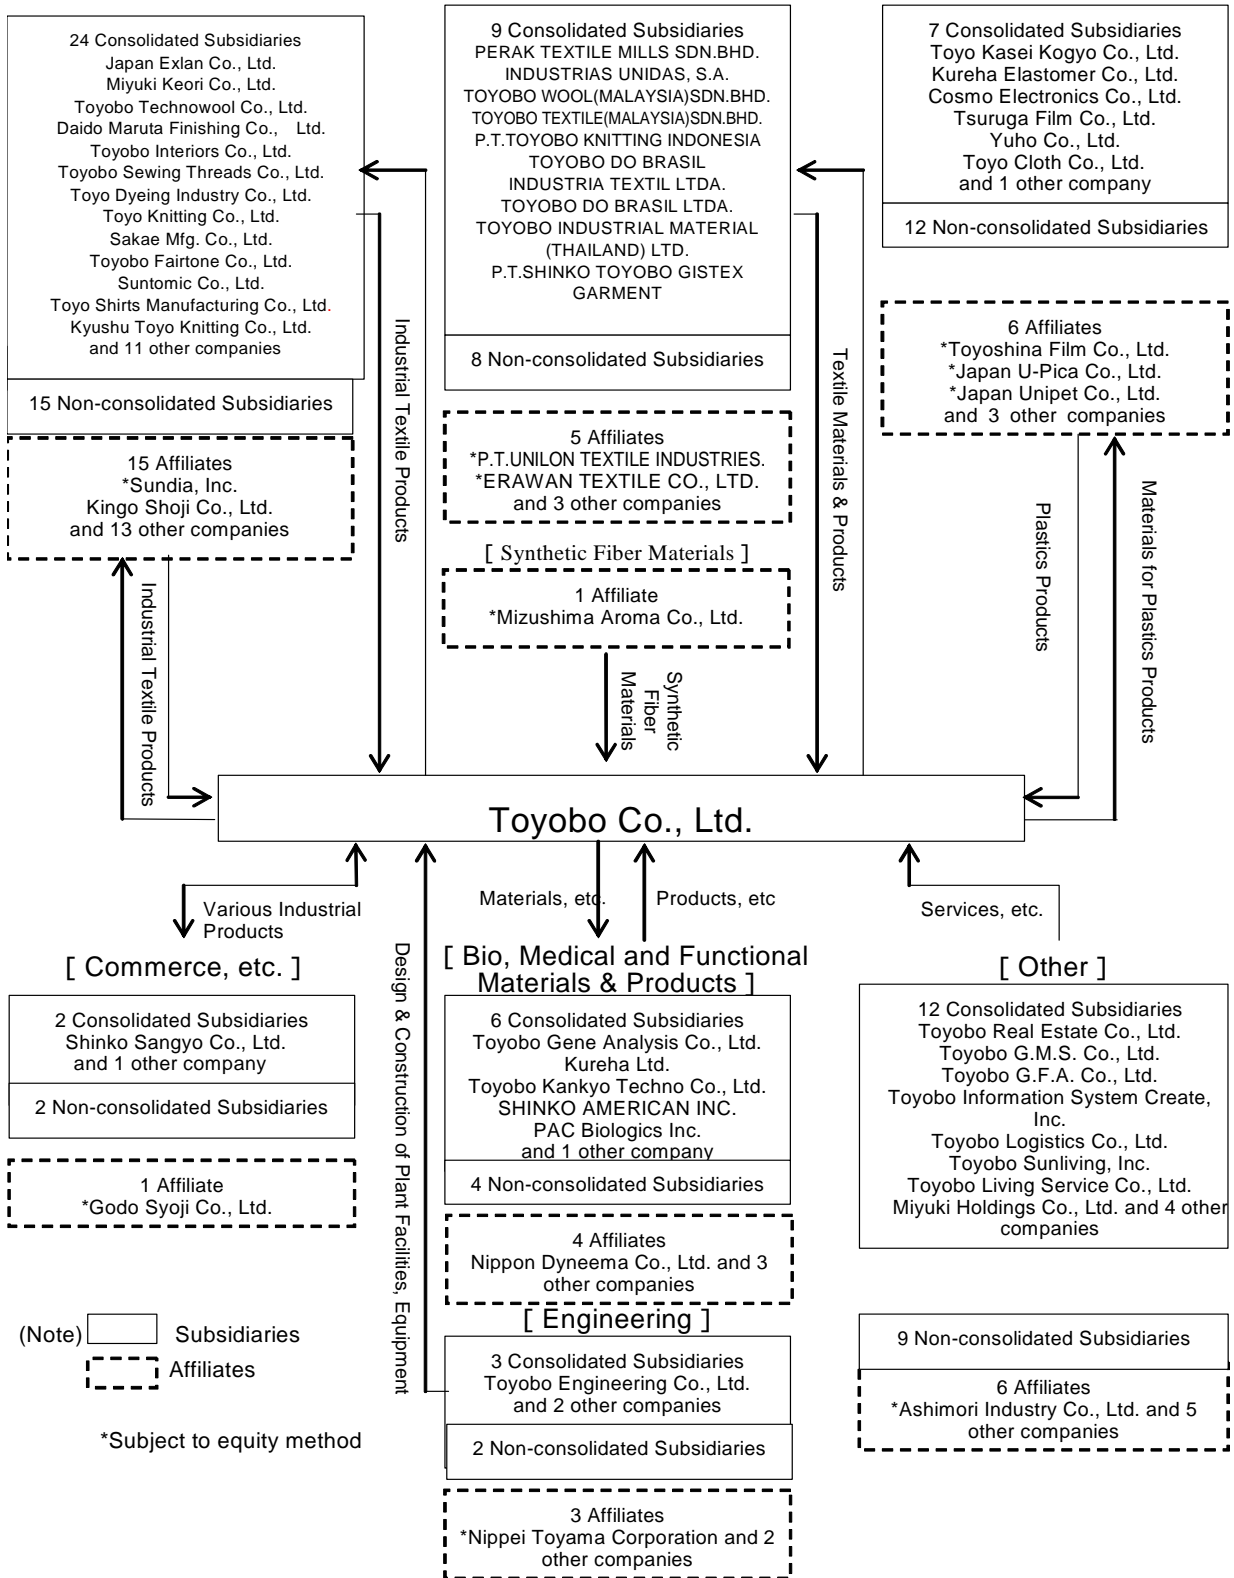 24 Consolidated Subsidiaries
Japan Exlan Co., Ltd.
Miyuki Keori Co., Ltd.
Toyobo Technowool Co., Ltd.
Daido Maruta Finishing Co., Ltd.
Toyobo Interiors Co., Ltd.
Toyobo Sewing Threads Co., Ltd.
Toyo Dyeing Industry Co., Ltd.
Toyo Knitting Co., Ltd.
Sakae Mfg. Co., Ltd.
Toyobo Fairtone Co., Ltd.
Suntomic Co., Ltd.
Toyo Shirts Manufacturing Co., Ltd.
Kyushu Toyo Knitting Co., Ltd.
and 11 other companies
15 Non-consolidated Subsidiaries
15 Affiliates
*Sundia, Inc.
Kingo Shoji Co., Ltd.
and 13 other companies
Industrial Textile Products
Industrial Textile Products
9 Consolidated Subsidiaries
PERAK TEXTILE MILLS SDN.BHD.
INDUSTRIAS UNIDAS, S.A.
TOYOBO WOOL(MALAYSIA)SDN.BHD.
TOYOBO TEXTILE(MALAYSIA)SDN.BHD.
P.T.TOYOBO KNITTING INDONESIA
TOYOBO DO BRASIL
INDUSTRIA TEXTIL LTDA.
TOYOBO DO BRASIL LTDA.
TOYOBO INDUSTRIAL MATERIAL
(THAILAND) LTD.
P.T.SHINKO TOYOBO GISTEX
GARMENT
8 Non-consolidated Subsidiaries
5 Affiliates
*P.T.UNILON TEXTILE INDUSTRIES.
*ERAWAN TEXTILE CO., LTD.
and 3 other companies
[ Synthetic Fiber Materials ]
1 Affiliate
*Mizushima Aroma Co., Ltd.
Synthetic
Fiber
Materials
Textile Materials & Products
7 Consolidated Subsidiaries
Toyo Kasei Kogyo Co., Ltd.
Kureha Elastomer Co., Ltd.
Cosmo Electronics Co., Ltd.
Tsuruga Film Co., Ltd.
Yuho Co., Ltd.
Toyo Cloth Co., Ltd.
and 1 other company
12 Non-consolidated Subsidiaries
6 Affiliates
*Toyoshina Film Co., Ltd.
*Japan U-Pica Co., Ltd.
*Japan Unipet Co., Ltd.
and 3 other companies
Plastics Products
Materials for Plastics Products
Toyobo Co., Ltd.
Various Industrial
Products
[ Commerce, etc. ]
2 Consolidated Subsidiaries
Shinko Sangyo Co., Ltd.
and 1 other company
2 Non-consolidated Subsidiaries
1 Affiliate
*Godo Syoji Co., Ltd.
Design & Construction of Plant Facilities, Equipment
Materials, etc.
Products, etc
[ Bio, Medical and Functional
Materials & Products ]
6 Consolidated Subsidiaries
Toyobo Gene Analysis Co., Ltd.
Kureha Ltd.
Toyobo Kankyo Techno Co., Ltd.
SHINKO AMERICAN INC.
PAC Biologics Inc.
and 1 other company
4 Non-consolidated Subsidiaries
4 Affiliates
Nippon Dyneema Co., Ltd. and 3
other companies
[ Engineering ]
3 Consolidated Subsidiaries
Toyobo Engineering Co., Ltd.
and 2 other companies
2 Non-consolidated Subsidiaries
3 Affiliates
*Nippei Toyama Corporation and 2
other companies
Services, etc.
[ Other ]
12 Consolidated Subsidiaries
Toyobo Real Estate Co., Ltd.
Toyobo G.M.S. Co., Ltd.
Toyobo G.F.A. Co., Ltd.
Toyobo Information System Create,
Inc.
Toyobo Logistics Co., Ltd.
Toyobo Sunliving, Inc.
Toyobo Living Service Co., Ltd.
Miyuki Holdings Co., Ltd. and 4 other
companies
9 Non-consolidated Subsidiaries
6 Affiliates
*Ashimori Industry Co., Ltd. and 5
other companies
(Note) Subsidiaries
Affiliates
*Subject to equity method